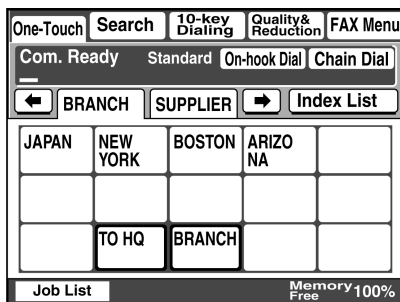 One-Touch Search 10-key Dialing Quality& Reduction FAX Menu
Com. Ready Standard On-hook Dial Chain Dial
BRANCH SUPPLIER Index List
JAPAN NEW YORK BOSTON ARIZO NA
TO HQ BRANCH
Job List Memory Free 100%